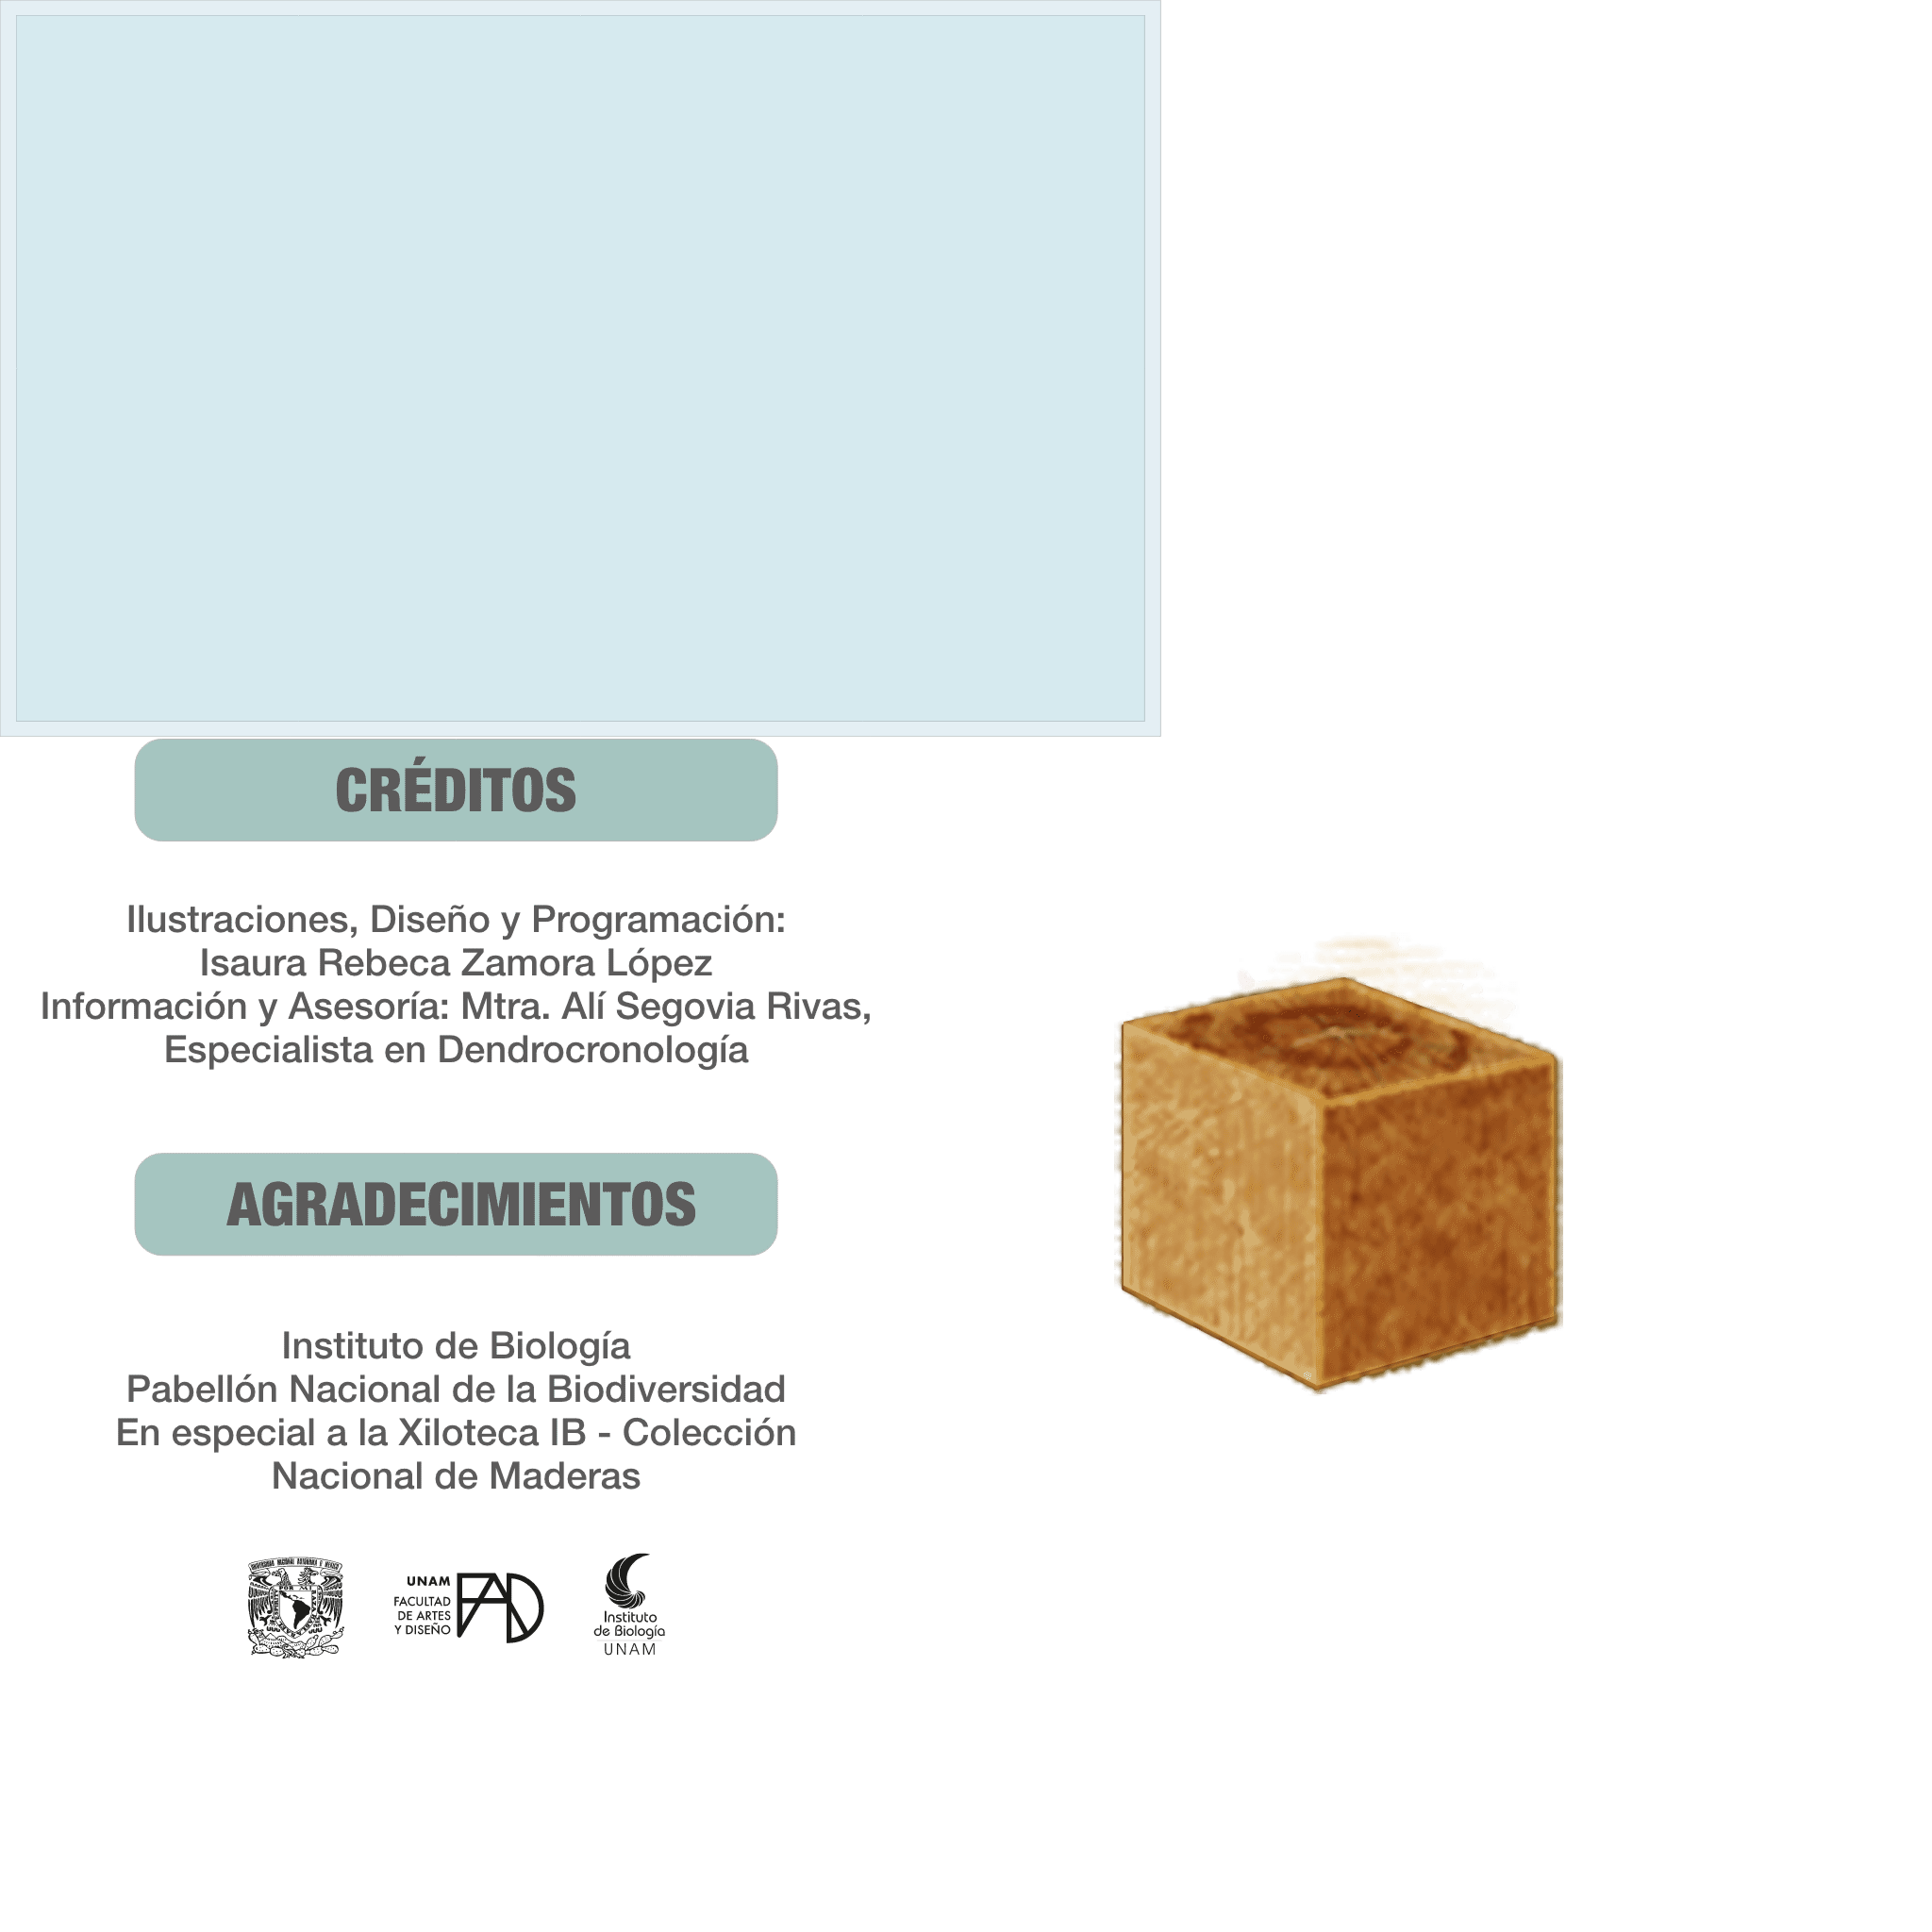 CRÉDITOS
Ilustraciones, Diseño y Programación:
Isaura Rebeca Zamora López
Información y Asesoría: Mtra. Alí Segovia Rivas,
Especialista en Dendrocronología
AGRADECIMIENTOS
Instituto de Biología
Pabellón Nacional de la Biodiversidad
En especial a la Xiloteca IB - Colección
Nacional de Maderas
UNAM
FACULTAD
DE ARTES
Y DISEÑO
FAD
Instituto
de Biología
UNAM